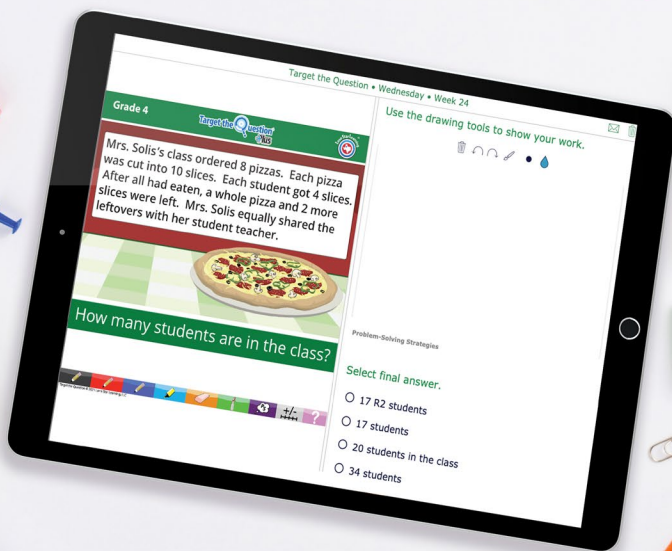 Target the Question • Wednesday • Week 24
Grade 4
Target the Question
Plus
Mrs. Solis's class ordered 8 pizzas. Each pizza
was cut into 10 slices. Each student got 4 slices.
After all had eaten, a whole pizza and 2 more
slices were left. Mrs. Solis equally shared the
leftovers with her student teacher.
How many students are in the class?
+/-
?
Use the drawing tools to show your work.
Problem-Solving Strategies
Select final answer.
17 R2 students
17 students
20 students in the class
34 students